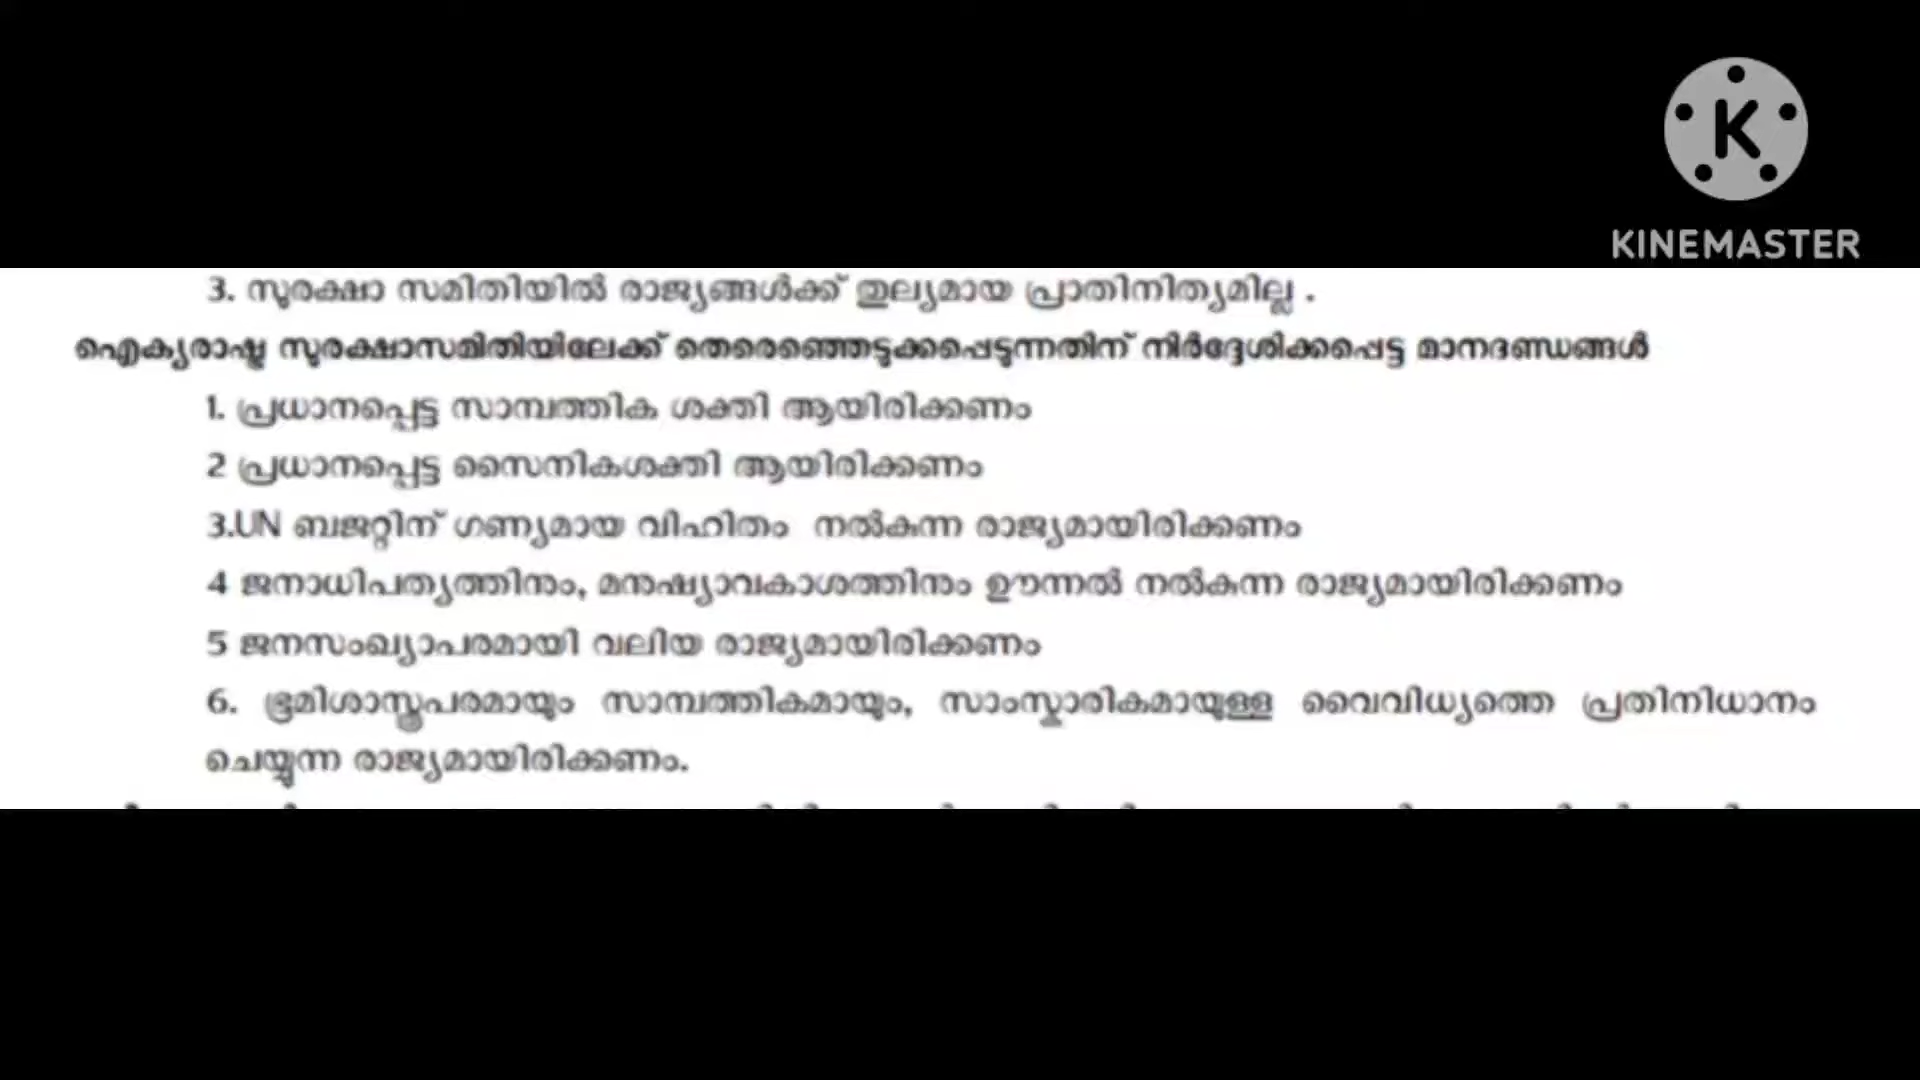 KINEMASTER
3. സുരക്ഷാ സമിതിയിൽ രാജ്യങ്ങൾക്ക് തുല്യമായ പ്രാതിനിത്യമില്ല .
ഐക്യരാഷ്ട്ര സുരക്ഷാസമിതിയിലേക്ക് തെരെഞ്ഞെടുക്കപ്പെടുന്നതിന് നിർദ്ദേശിക്കപ്പെട്ട മാനദണ്ഡങ്ങൾ
1. പ്രധാനപ്പെട്ട സാമ്പത്തിക ശക്തി ആയിരിക്കണം
2 പ്രധാനപ്പെട്ട സൈനികശക്തി ആയിരിക്കണം
3.UN ബജറ്റിന് ഗണ്യമായ വിഹിതം നൽകുന്ന രാജ്യമായിരിക്കണം
4 ജനാധിപത്യത്തിനും, മനുഷ്യാവകാശത്തിനും ഊന്നൽ നൽകുന്ന രാജ്യമായിരിക്കണം
5 ജനസംഖ്യാപരമായി വലിയ രാജ്യമായിരിക്കണം
6. ഭൂമിശാസ്ത്രപരമായും സാമ്പത്തികമായും, സാംസ്കാരികമായുള്ള വൈവിധ്യത്തെ പ്രതിനിധാനം
ചെയ്യുന്ന രാജ്യമായിരിക്കണം.